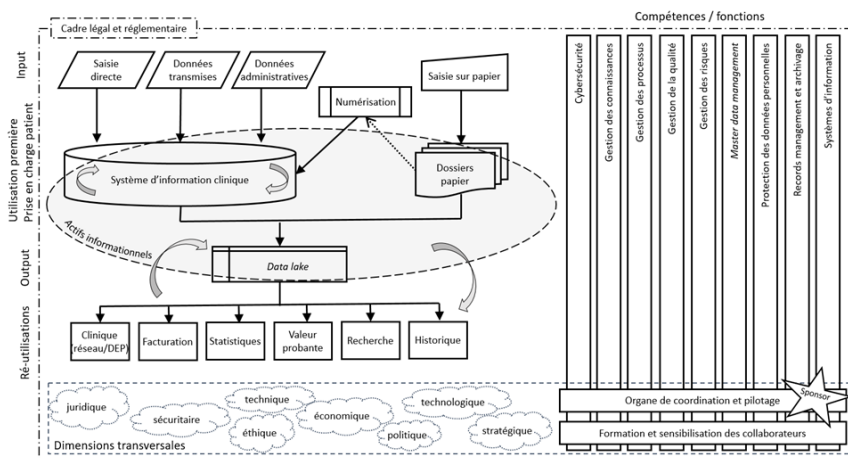 Compétences / fonctions
Cadre légal et réglementaire
Input
Saisie
directe
Données
transmises
Données
administratives
Numérisation
Saisie sur papier
Utilisation première
Prise en charge patient
Système d'information clinique
Dossiers
papier
Actifs informationnels
Output
Data lake
Ré-utilisations
Clinique
(réseau/DEP)
Facturation
Statistiques
Valeur
probante
Recherche
Historique
Cybersécurité
Gestion des connaissances
Gestion des processus
Gestion de la qualité
Gestion des risques
Master data management
Protection des données personnelles
Records management et archivage
Systèmes d'information
juridique
sécuritaire
technique
éthique
économique
technologique
politique
stratégique
Dimensions transversales
Organe de coordination et pilotage
Sponsor
Formation et sensibilisation des collaborateurs